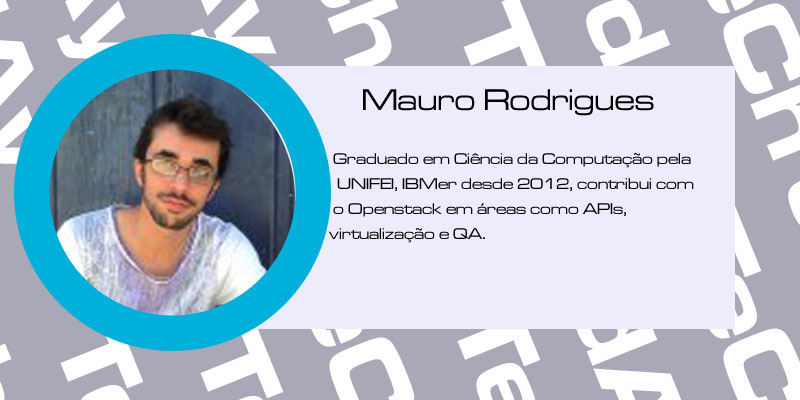 Mauro Rodrigues
Graduado em Ciência da Computação pela
UNIFEI, IBMer desde 2012, contribui com
o Openstack em áreas como APIs,
virtualização e QA.